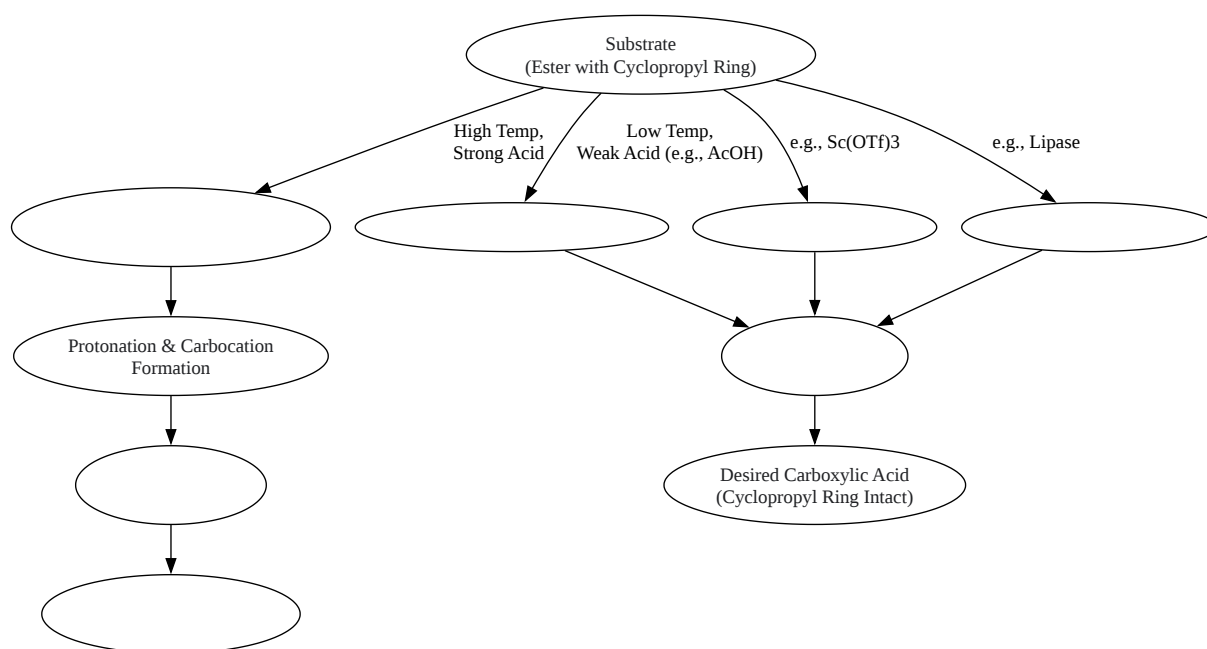 Substrate
(Ester with Cyclopropyl Ring)
High Temp,
Strong Acid
Low Temp,
Weak Acid (e.g., AcOH)
e.g., Sc(OTf)3
e.g., Lipase
Protonation & Carbocation
Formation
Desired Carboxylic Acid
(Cyclopropyl Ring Intact)